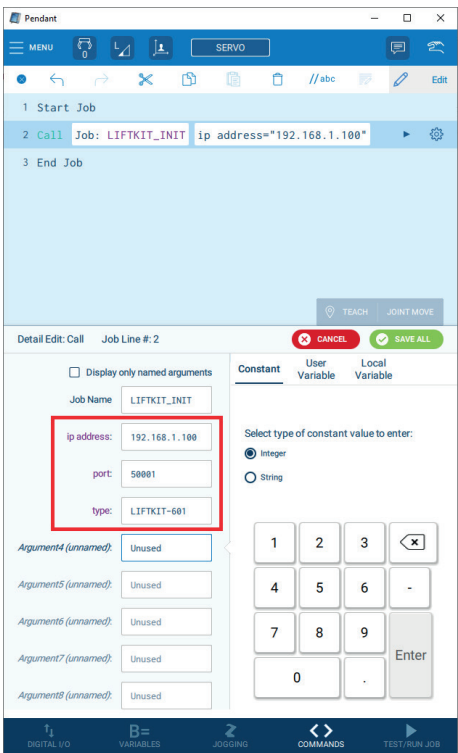 Pendant
MENU
0
L
SERVO
//abc
Edit
1 Start Job
2 Call Job: LIFTKIT_INIT ip address="192.168.1.100"
3 End Job
TEACH JOINT MOVE
Detail Edit: Call Job Line #: 2
CANCEL
SAVE ALL
Display only named arguments
Job Name LIFTKIT_INIT
ip address: 192.168.1.100
port: 50001
type: LIFTKIT-601
Argument4 (unnamed): Unused
Argument5 (unnamed): Unused
Argument6 (unnamed): Unused
Argument7 (unnamed): Unused
Argument8 (unnamed): Unused
Constant
User Variable
Local Variable
Select type of constant value to enter:
Integer
String
1 2 3
4 5 6 -
7 8 9
Enter
0 .
DIGITAL I/O
B=
VARIABLES
JOGGING
COMMANDS
TEST/RUN JOB